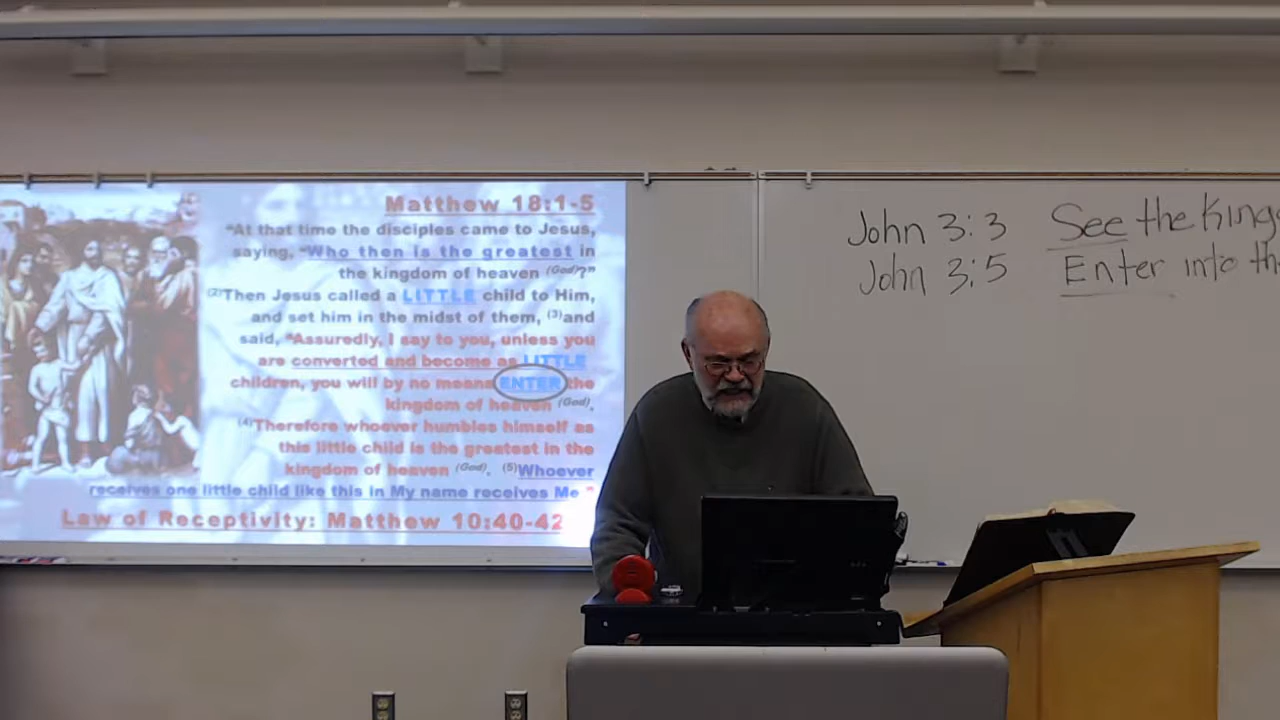 Matthew 18:1-5
"At that time the disciples came to Jesus,
saying, "Who then is the greatest in
the kingdom of heaven (God)?"
(2)Then Jesus called a LITTLE child to Him,
and set him in the midst of them, (3)and
said, "Assuredly, I say to you, unless you
are converted and become as LITTLE
children, you will by no means ENTER the
kingdom of heaven (God).
(4)Therefore whoever humbles himself as
this little child is the greatest in the
kingdom of heaven (God). (5)Whoever
receives one little child like this in My name receives Me "
Law of Receptivity: Matthew 10:40-42
John 3:3 See the King
John 3:5 Enter into th